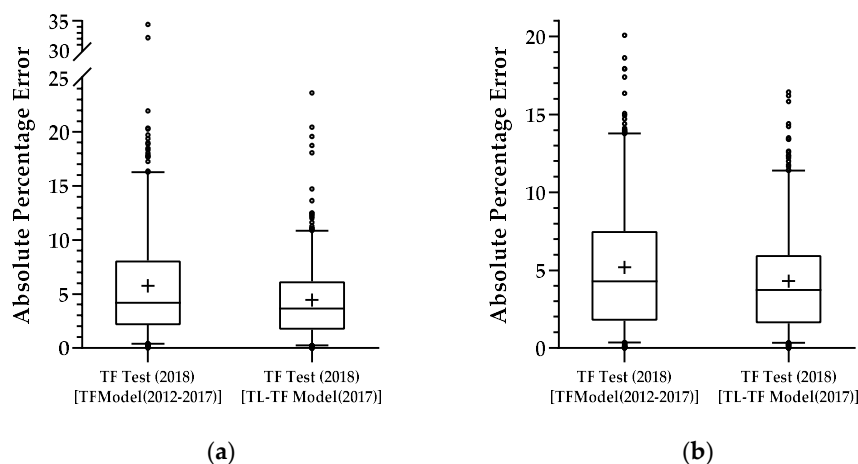 Absolute Percentage Error
35
30
25
20
15
10
5
0
TF Test (2018)
[TFModel(2012-2017)]
TF Test (2018)
[TL-TF Model(2017)]
(a)
Absolute Percentage Error
20
15
10
5
0
TF Test (2018)
[TFModel(2012-2017)]
TF Test (2018)
[TL-TF Model(2017)]
(b)